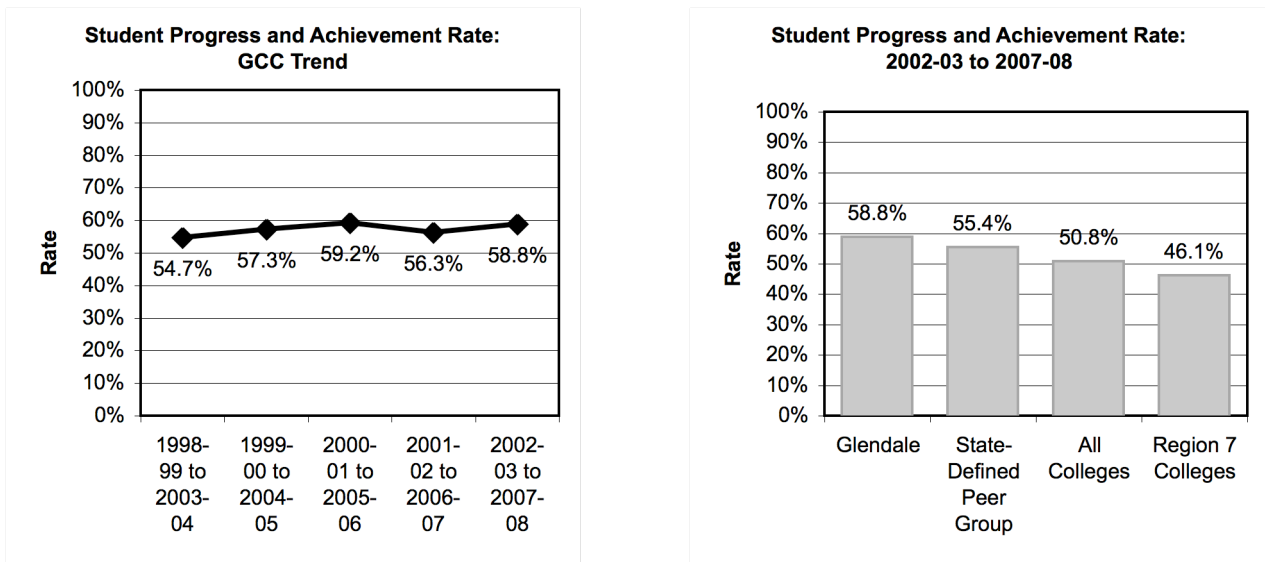 Student Progress and Achievement Rate:
GCC Trend
100%
90%
80%
70%
60%
50%
40%
30%
20%
10%
0%
Rate
54.7%
57.3%
59.2%
56.3%
58.8%
1998-
99 to
2003-
04
1999-
00 to
2004-
05
2000-
01 to
2005-
06
2001-
02 to
2006-
07
2002-
03 to
2007-
08
Student Progress and Achievement Rate:
2002-03 to 2007-08
100%
90%
80%
70%
60%
50%
40%
30%
20%
10%
0%
Rate
58.8%
55.4%
50.8%
46.1%
Glendale
State-
Defined
Peer
Group
All
Colleges
Region 7
Colleges